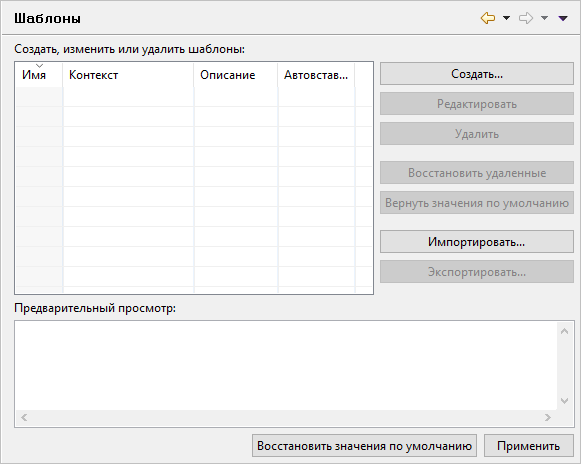 Шаблоны
Создать, изменить или удалить шаблоны:
Имя Контекст Описание Автовстав...
Создать...
Редактировать
Удалить
Восстановить удаленные
Вернуть значения по умолчанию
Импортировать...
Экспортировать...
Предварительный просмотр:
Восстановить значения по умолчанию Применить